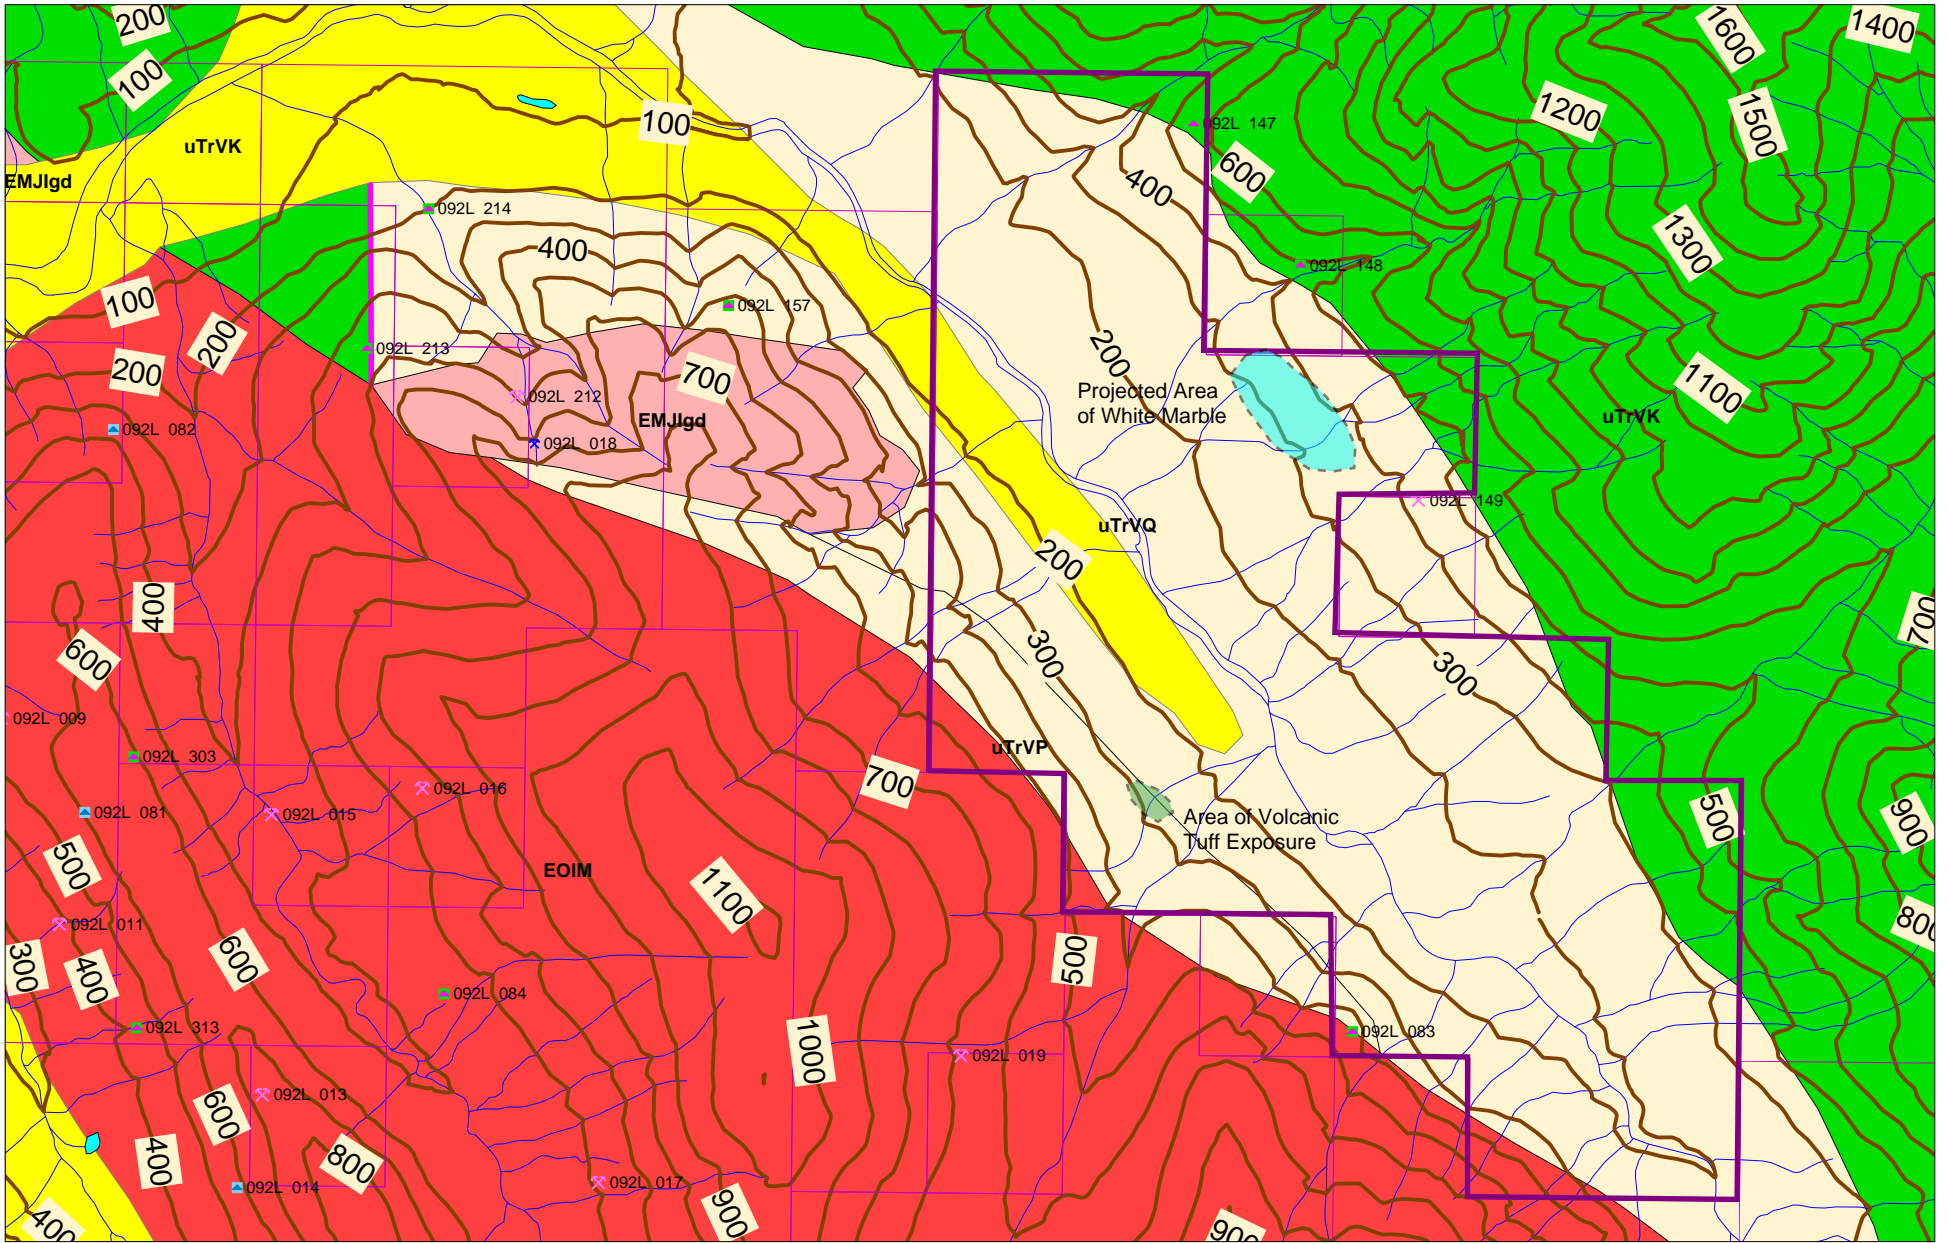 200
1600
1400
100
1200
1500
100
092L 147
uTrVK
600
EMJIgd
400
092L 214
1300
400
092L 148
100
092L 157
200
200
092L 213
200
700
1100
Projected Area
of White Marble
092L 212
EMJIgd
uTrVK
092L 082
092L 018
092L 149
uTrVQ
200
400
700
600
300
300
092L 009
uTrVP
092L 303
700
092L 016
092L 081
092L 015
Area of Volcanic
Tuff Exposure
500
900
500
EOIM
1100
092L 011
800
300
400
600
500
092L 084
092L 313
092L 083
1000
092L 019
092L 013
600
400
800
092L 014
092L 017
900
400
900